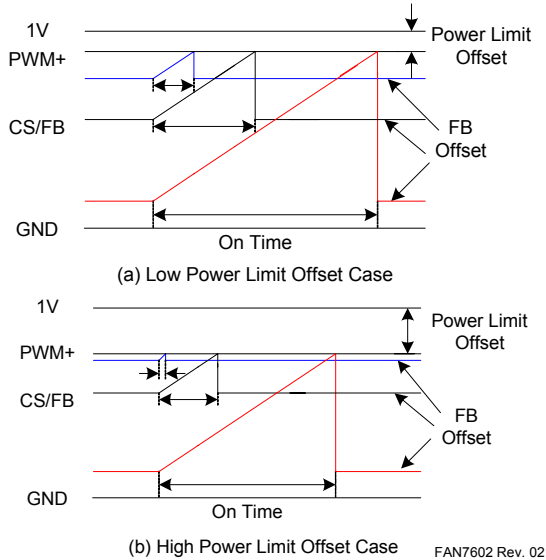 1V
Power Limit
Offset
PWM+
CS/FB
FB
Offset
GND
On Time
(a) Low Power Limit Offset Case
1V
Power Limit
Offset
PWM+
CS/FB
FB
Offset
GND
On Time
(b) High Power Limit Offset Case
FAN7602 Rev. 02